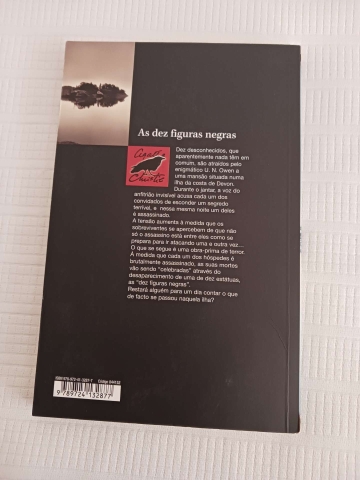 As dez figuras negras
Agatha
Christie
Dez desconhecidos, que
aparentemente nada têm em
comum, são atraídos pelo
enigmático U. N. Owen a
uma mansão situada numa
ilha da costa de Devon.
Durante o jantar, a voz do
anfitrião invisível acusa cada um dos
convidados de esconder um segredo
terrível, e nessa mesma noite um deles
é assassinado.
A tensão aumenta à medida que os
sobreviventes se apercebem de que não
só o assassino está entre eles como se
prepara para ir atacando uma e outra vez...
O que se segue é uma obra-prima de terror.
À medida que cada um dos hóspedes é
brutalmente assassinado, as suas mortes
vão sendo "celebradas" através do
desaparecimento de uma de dez estátuas,
as "dez figuras negras".
Restará alguém para um dia contar o que
de facto se passou naquela ilha?
9789724132877